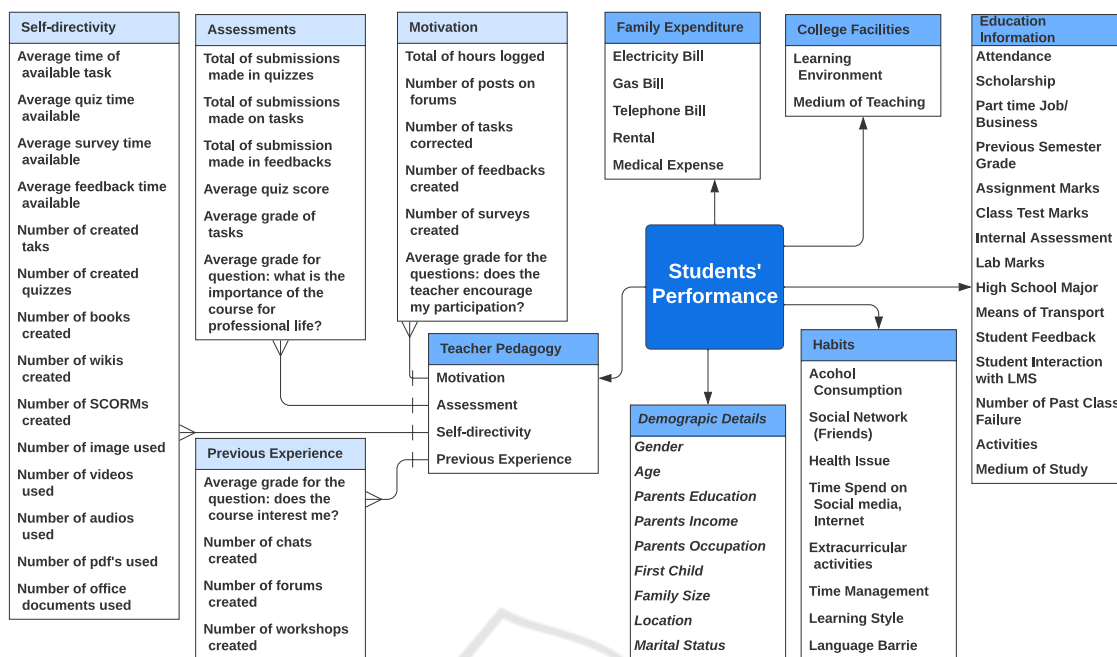 Self-directivity
Average time of
available task
Average quiz time
available
Average survey time
available
Average feedback time
available
Number of created
taks
Number of created
quizzes
Number of books
created
Number of wikis
created
Number of SCORMs
created
Number of image used
Number of videos
used
Number of audios
used
Number of pdf's used
Number of office
documents used
Assessments
Total of submissions
made in quizzes
Total of submissions
made on tasks
Total of submission
made in feedbacks
Average quiz score
Average grade of
tasks
Average grade for
question: what is the
importance of the
course for
professional life?
Motivation
Total of hours logged
Number of posts on
forums
Number of tasks
corrected
Number of feedbacks
created
Number of surveys
created
Average grade for the
questions: does the
teacher encourage
my participation?
Previous Experience
Average grade for the
question: does the
course interest me?
Number of chats
created
Number of forums
created
Number of workshops
created
Teacher Pedagogy
Motivation
Assessment
Self-directivity
Previous Experience
Family Expenditure
Electricity Bill
Gas Bill
Telephone Bill
Rental
Medical Expense
Students'
Performance
College Facilities
Learning
Environment
Medium of Teaching
Demograpic Details
Gender
Age
Parents Education
Parents Income
Parents Occupation
First Child
Family Size
Location
Marital Status
Habits
Acohol
Consumption
Social Network
(Friends)
Health Issue
Time Spend on
Social media,
Internet
Extracurricular
activities
Time Management
Learning Style
Language Barrie
Education
Information
Attendance
Scholarship
Part time Job/
Business
Previous Semester
Grade
Assignment Marks
Class Test Marks
Internal Assessment
Lab Marks
High School Major
Means of Transport
Student Feedback
Student Interaction
with LMS
Number of Past Class
Failure
Activities
Medium of Study